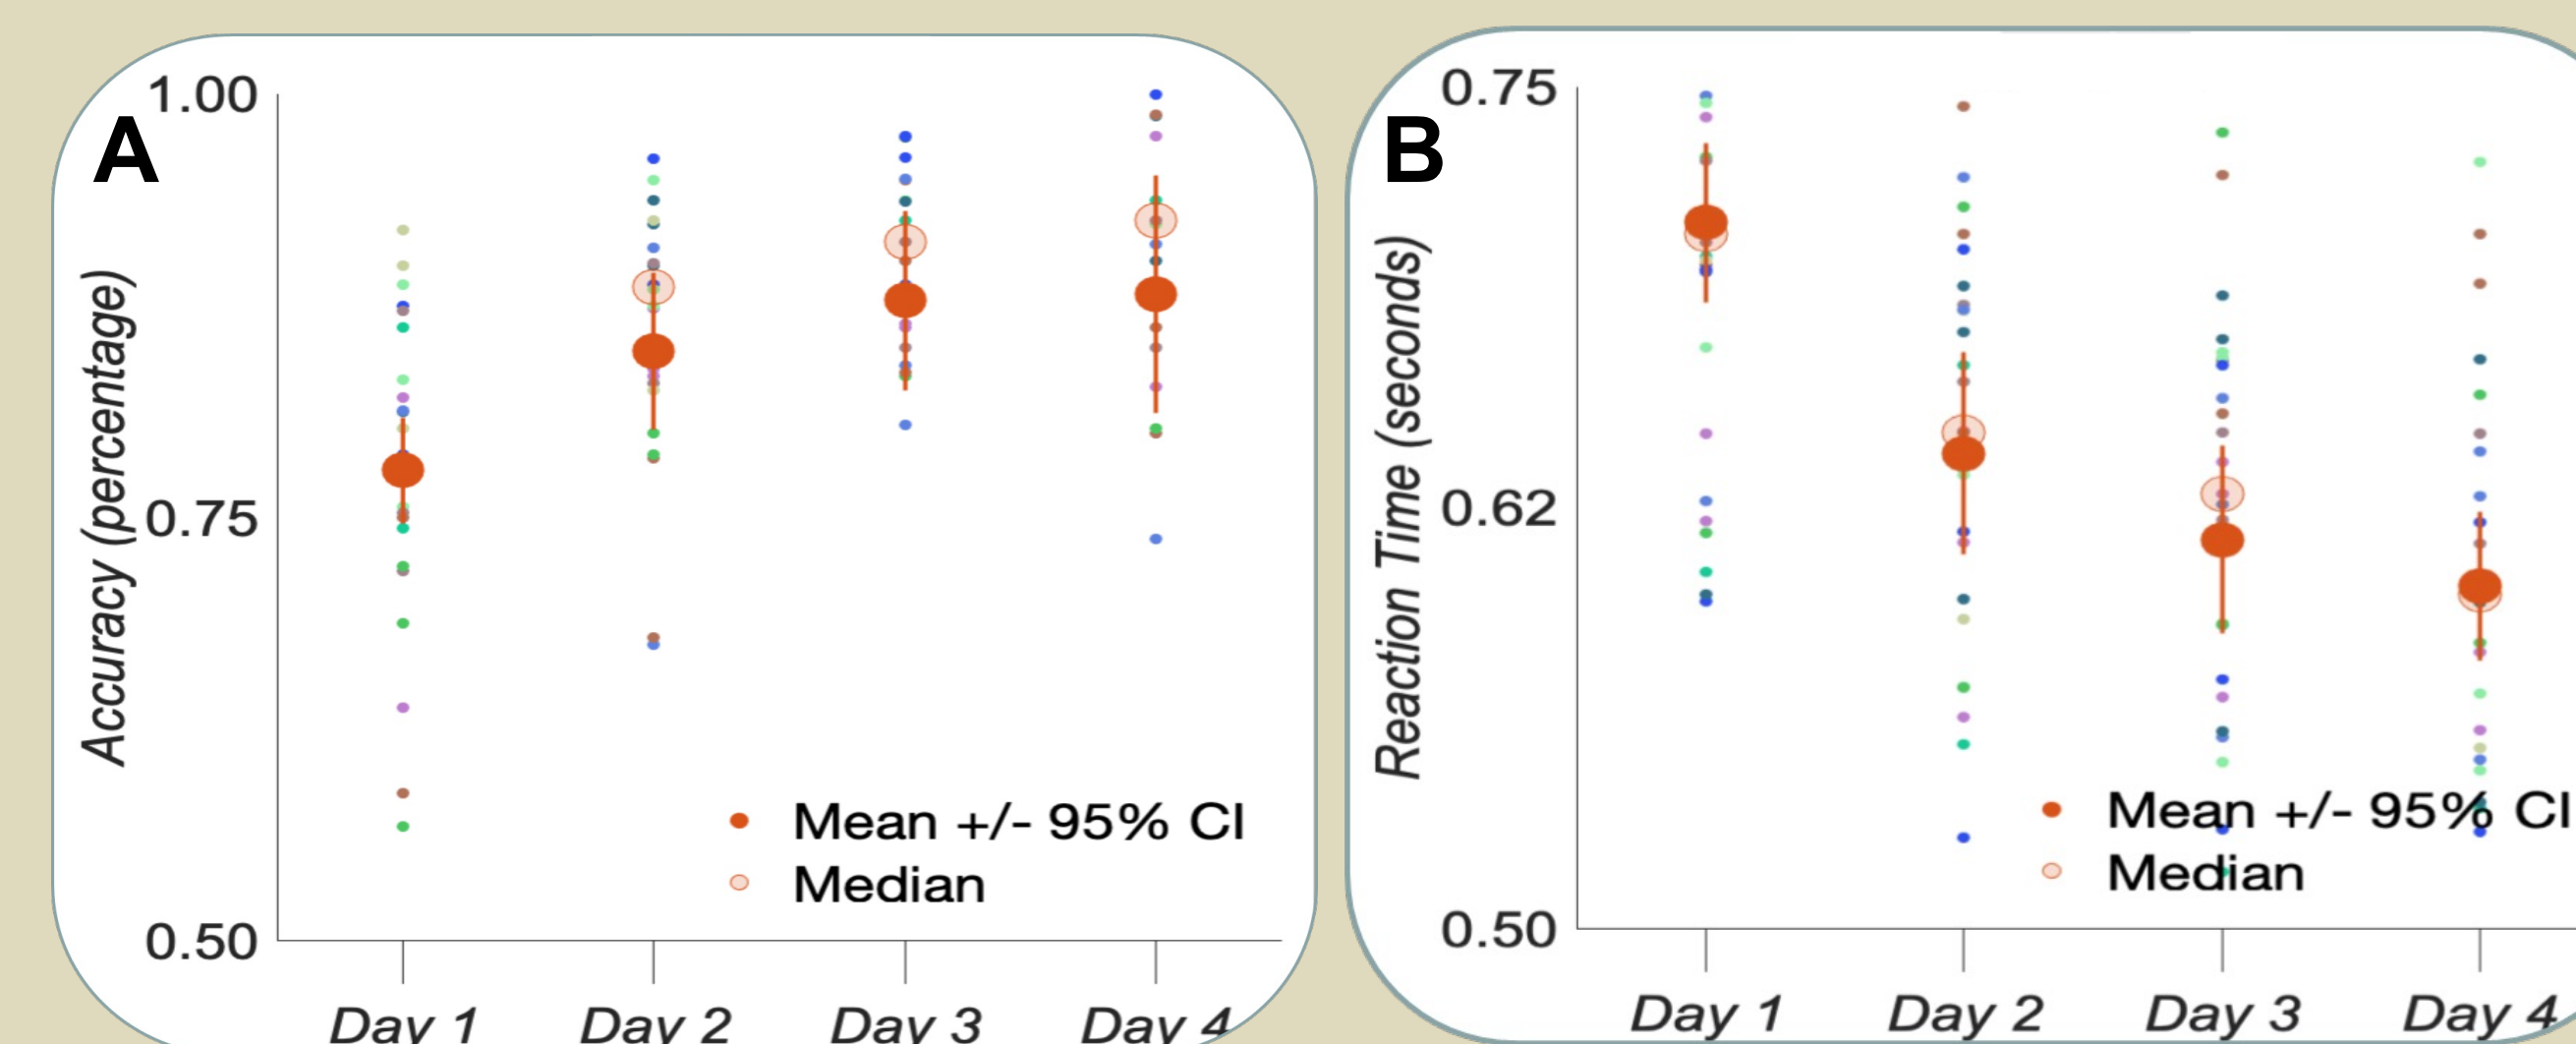 A
1.00
0.75
0.50
Accuracy (percentage)
Mean +/- 95% CI
Median
Day 1 Day 2 Day 3 Day 4
B
0.75
0.62
0.50
Reaction Time (seconds)
Mean +/- 95% CI
Median
Day 1 Day 2 Day 3 Day 4